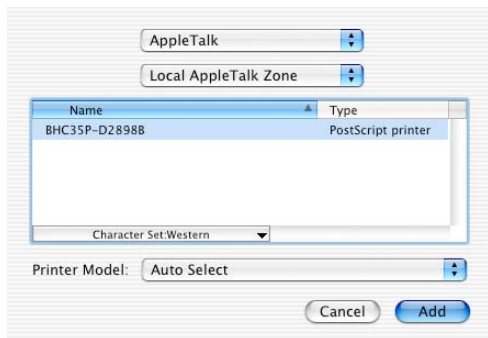 AppleTalk
Local AppleTalk Zone
Name Type
BHC35P-D2898B PostScript printer
Character Set:Western
Printer Model: Auto Select
Cancel Add